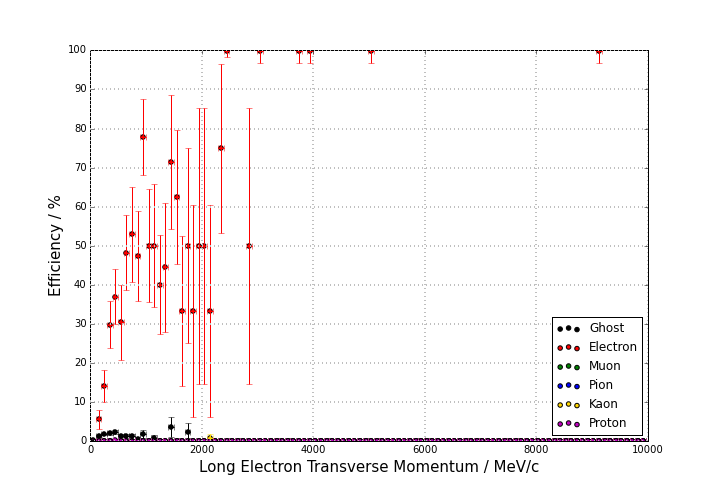 100
90
80
70
60
50
40
30
20
10
0
Efficiency / %
0 2000 4000 6000 8000 10000
Long Electron Transverse Momentum / MeV/c
Ghost
Electron
Muon
Pion
Kaon
Proton